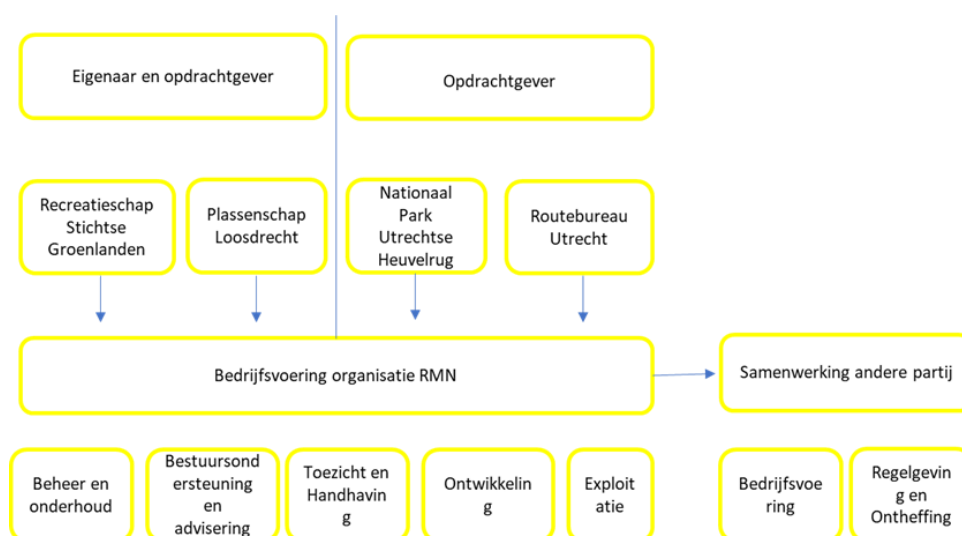 Eigenaar en opdrachtgever
Opdrachtgever
Recreatieschap
Stichtse
Groenlanden
Plassenschap
Loosdrecht
Nationaal
Park
Utrechtse
Heuvelrug
Routebureau
Utrecht
Bedrijfsvoering organisatie RMN
Samenwerking andere partij
Beheer en
onderhoud
Bestuursond
ersteuning
en
advisering
Toezicht en
Handhavin
g
Ontwikkelin
g
Exploit
atie
Bedrijfsvoe
ring
Regelgevin
g en
Ontheffing